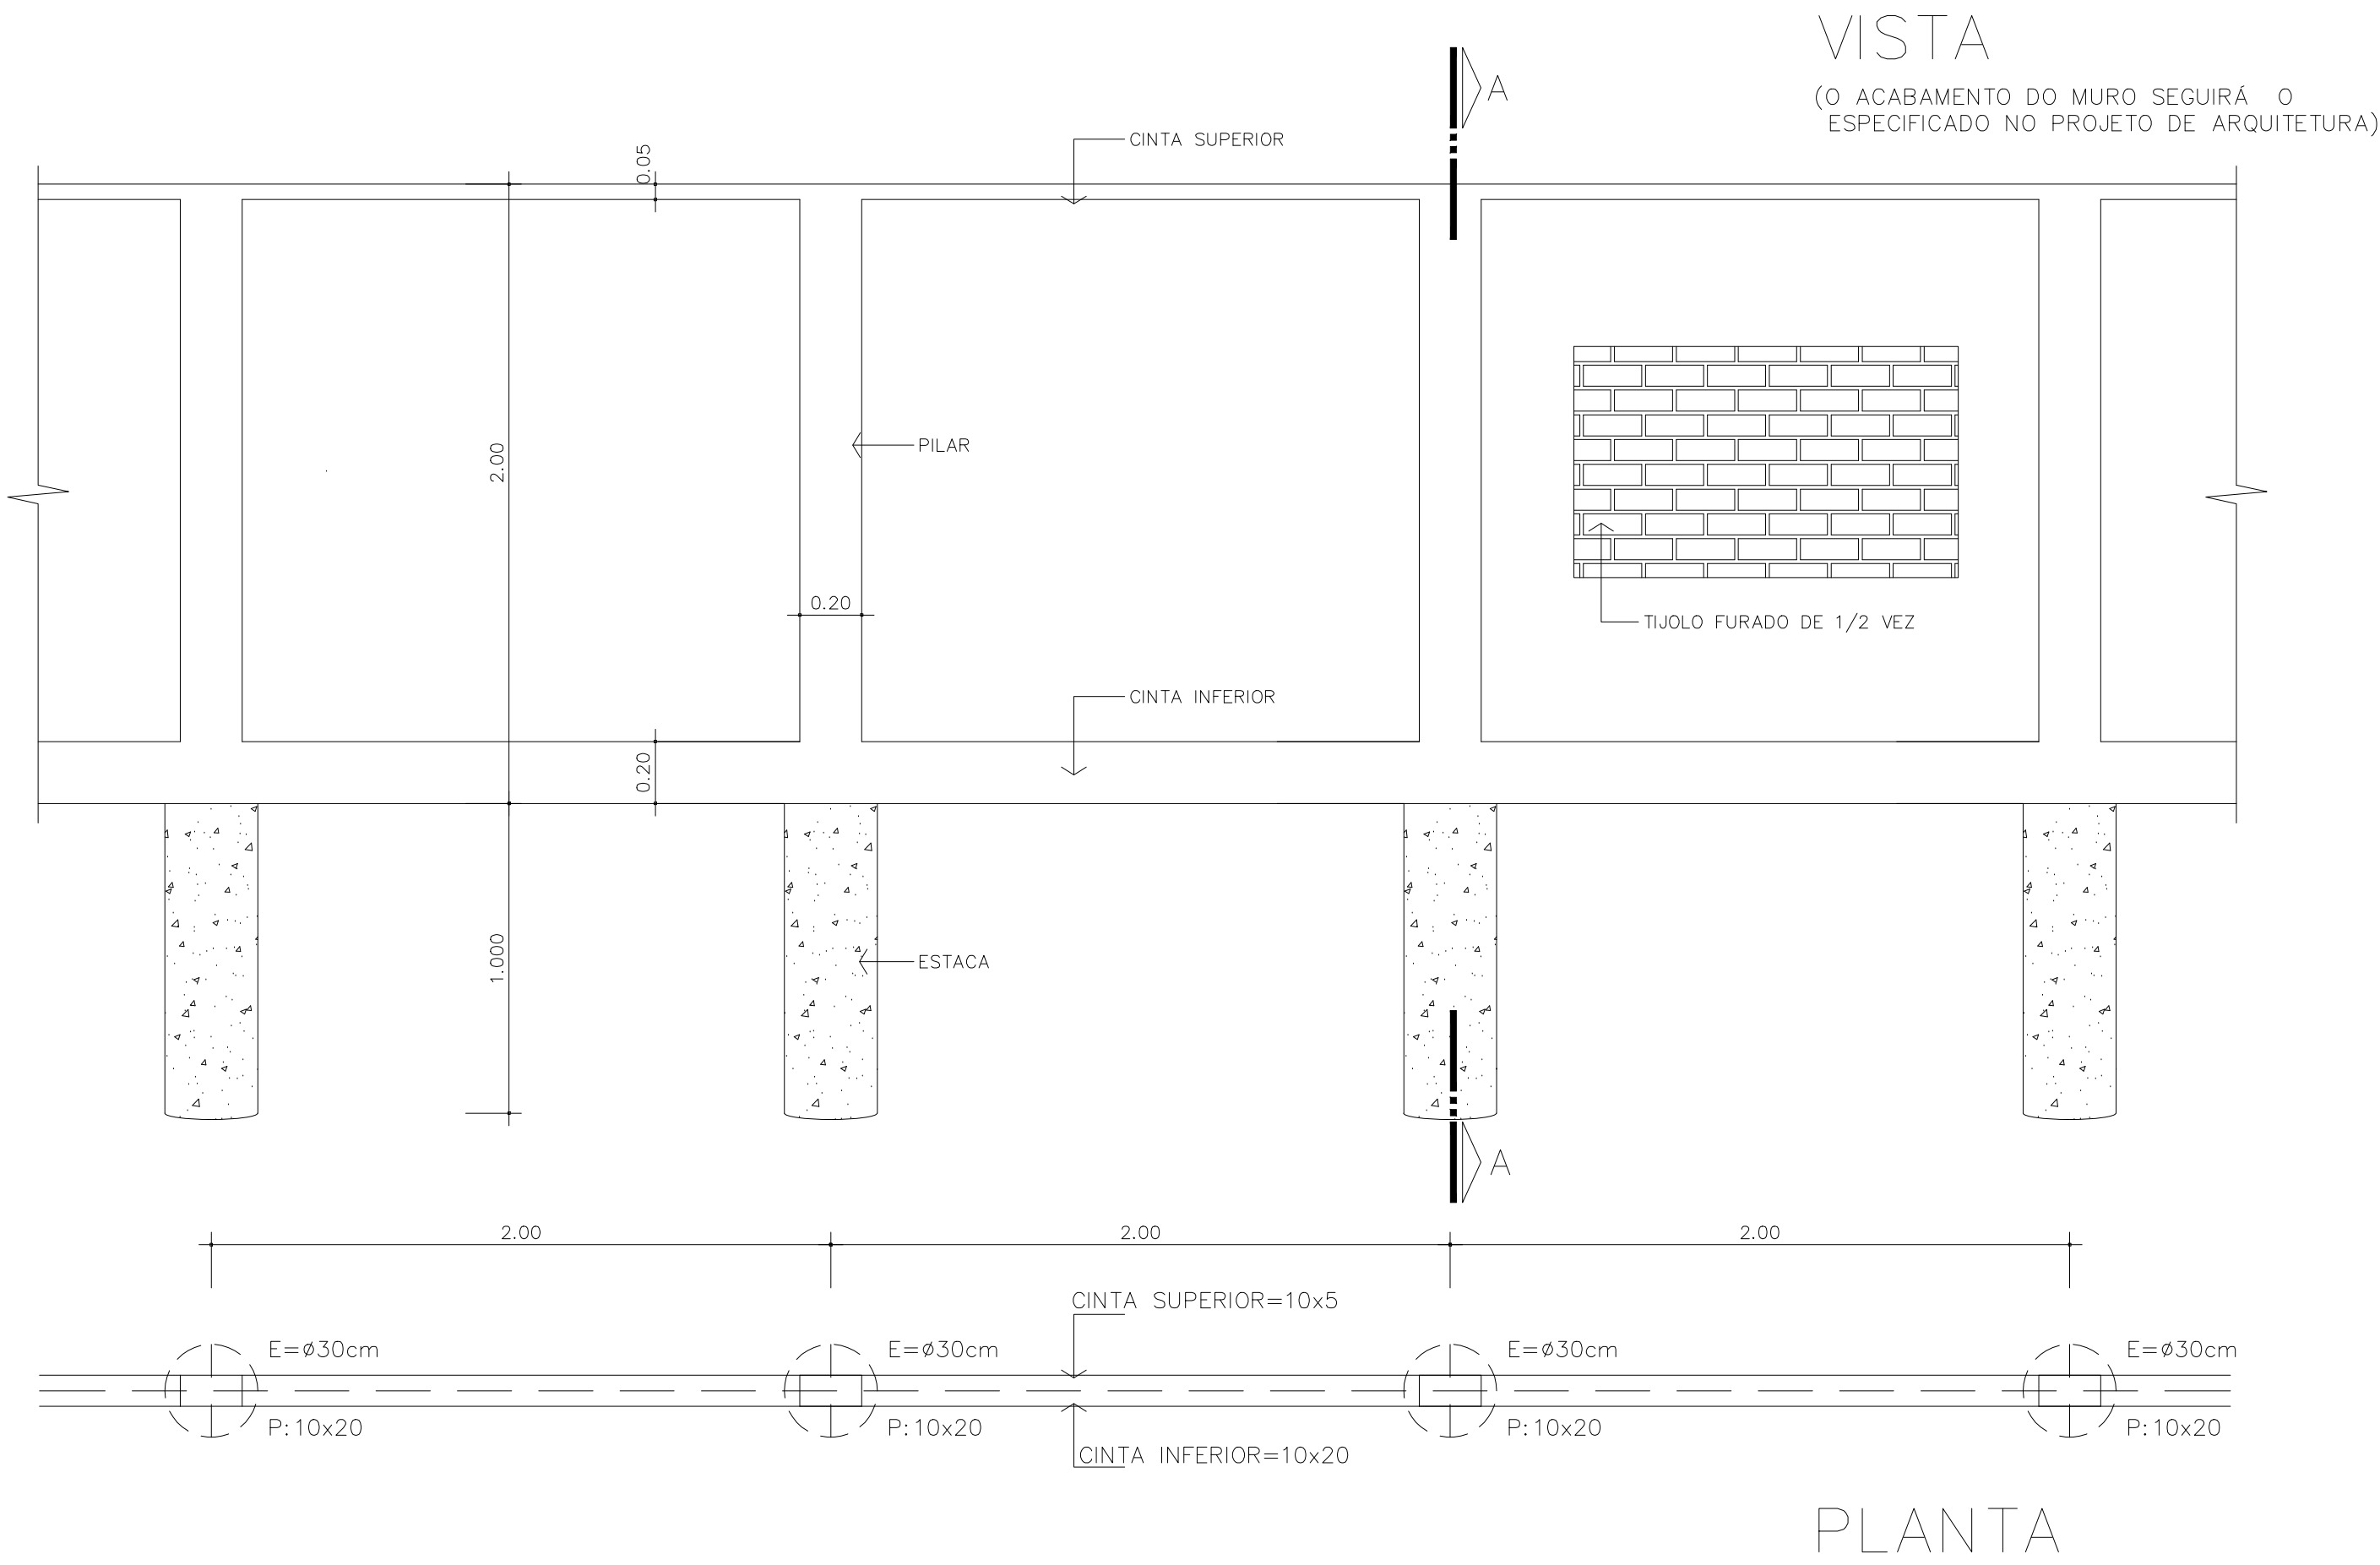 VISTA
(O ACABAMENTO DO MURO SEGUIRÁ O
ESPECIFICADO NO PROJETO DE ARQUITETURA)
A
CINTA SUPERIOR
0.05
2.00
PILAR
0.20
TIJOLO FURADO DE 1/2 VEZ
CINTA INFERIOR
0.20
1.000
ESTACA
A
2.00
2.00
2.00
CINTA SUPERIOR=10x5
E=ø30cm
E=ø30cm
E=ø30cm
E=ø30cm
P:10x20
P:10x20
P:10x20
P:10x20
CINTA INFERIOR=10x20
PLANTA